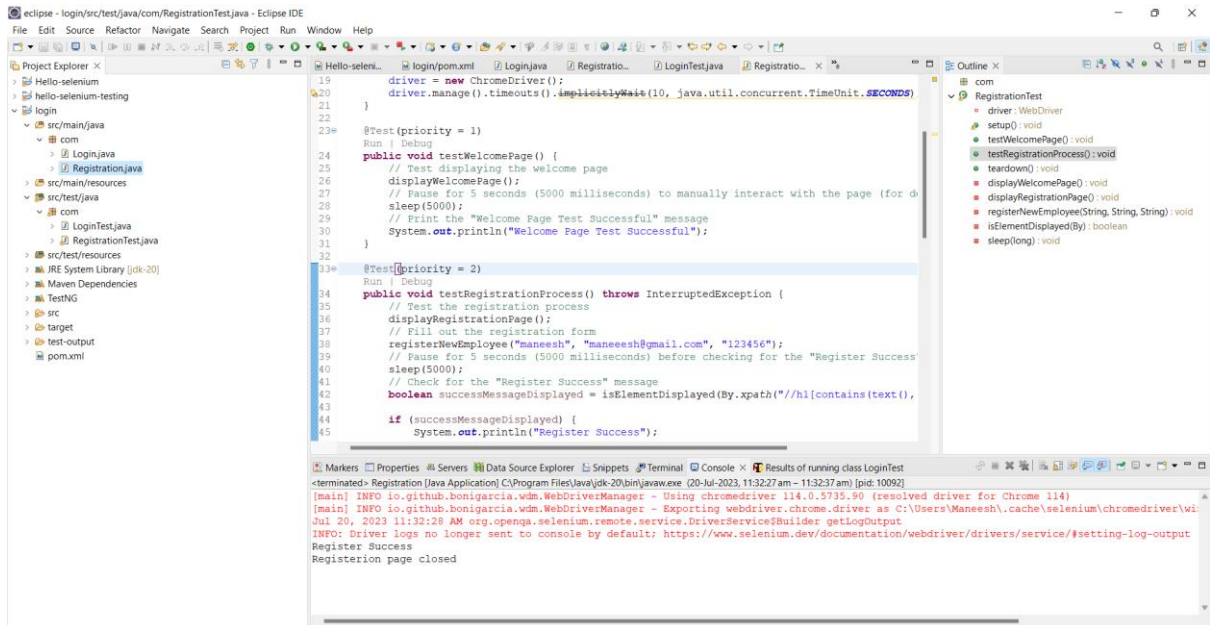 eclipse - login/src/test/java/com/RegistrationTest.java - Eclipse IDE
File Edit Source Refactor Navigate Search Project Run Window Help
Project Explorer
Hello-selenium
hello-selenium-testing
login
src/main/java
com
Login.java
Registration.java
src/main/resources
src/test/java
com
LoginTest.java
RegistrationTest.java
src/test/resources
JRE System Library [jdk-20]
Maven Dependencies
TestNG
src
target
test-output
pom.xml
Hello-seleni... login/pom.xml Login.java Registratio... LoginTest.java Registratio...
19 driver = new ChromeDriver();
20 driver.manage().timeouts().implicitlyWait(10, java.util.concurrent.TimeUnit.SECONDS)
21 }
22
23 @Test(priority = 1)
Run | Debug
24 public void testWelcomePage() {
25 // Test displaying the welcome page
26 displayWelcomePage();
27 // Pause for 5 seconds (5000 milliseconds) to manually interact with the page (for d
28 sleep(5000);
29 // Print the "Welcome Page Test Successful" message
30 System.out.println("Welcome Page Test Successful");
31 }
32
33 @Test(priority = 2)
Run | Debug
34 public void testRegistrationProcess() throws InterruptedException {
35 // Test the registration process
36 displayRegistrationPage();
37 // Fill out the registration form
38 registerNewEmployee("maneesh", "maneeesh@gmail.com", "123456");
39 // Pause for 5 seconds (5000 milliseconds) before checking for the "Register Success"
40 sleep(5000);
41 // Check for the "Register Success" message
42 boolean successMessageDisplayed = isElementDisplayed(By.xpath("//h1[contains(text(),
43
44 if (successMessageDisplayed) {
45 System.out.println("Register Success");
Outline
com
RegistrationTest
driver : WebDriver
setup() : void
testWelcomePage() : void
testRegistrationProcess() : void
teardown() : void
displayWelcomePage() : void
displayRegistrationPage() : void
registerNewEmployee(String, String, String) : void
isElementDisplayed(By) : boolean
sleep(long) : void
Markers Properties Servers Data Source Explorer Snippets Terminal Console Results of running class LoginTest
<terminated> Registration [Java Application] C:\Program Files\Java\jdk-20\bin\javaw.exe (20-Jul-2023, 11:32:27 am – 11:32:37 am) [pid: 10092]
[main] INFO io.github.bonigarcia.wdm.WebDriverManager - Using chromedriver 114.0.5735.90 (resolved driver for Chrome 114)
[main] INFO io.github.bonigarcia.wdm.WebDriverManager - Exporting webdriver.chrome.driver as C:\Users\Maneesh\.cache\selenium\chromedriver\wi
Jul 20, 2023 11:32:28 AM org.openqa.selenium.remote.service.DriverService$Builder getLogOutput
INFO: Driver logs no longer sent to console by default; https://www.selenium.dev/documentation/webdriver/drivers/service/#setting-log-output
Register Success
Registerion page closed